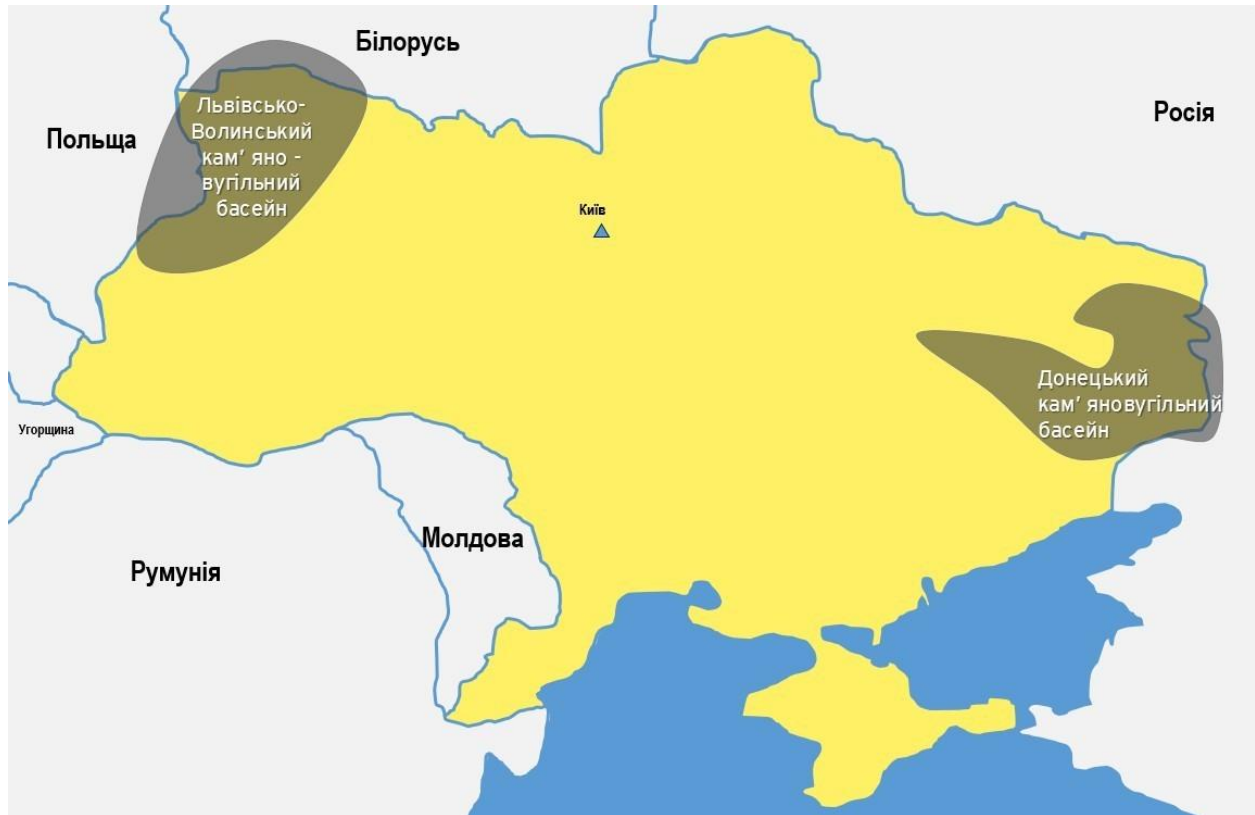 Білорусь
Росія
Польща
Львівсько-
Волинський
кам’ яно -
вугільний
басейн
Київ
Донецький
кам’ яновугільний
басейн
Угорщина
Молдова
Румунія